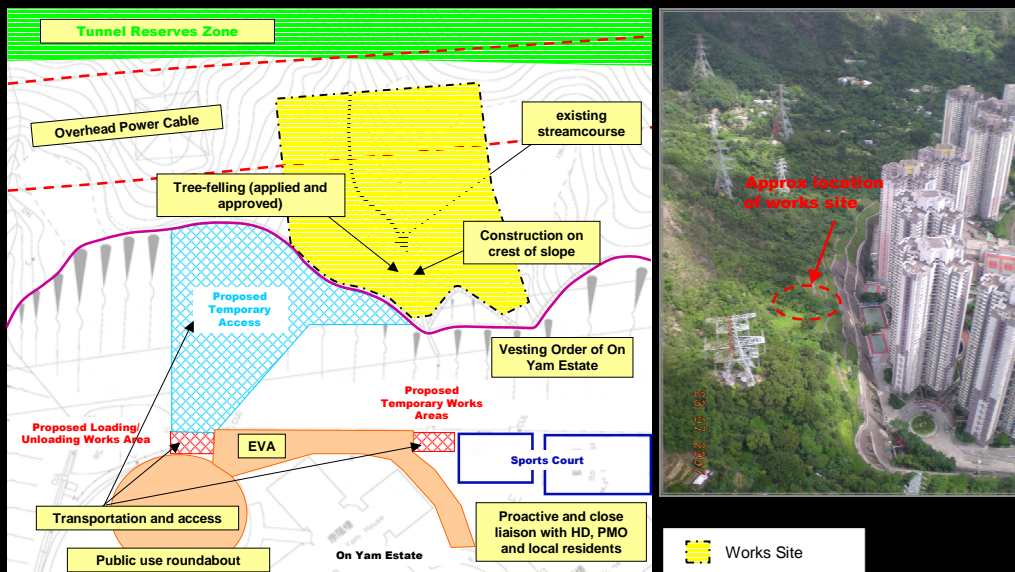 Tunnel Reserves Zone
Overhead Power Cable
existing
streamcourse
Tree-felling (applied and
approved)
Construction on
crest of slope
Proposed
Temporary
Access
Vesting Order of On
Yam Estate
Proposed
Temporary Works
Areas
Proposed Loading/
Unloading Works Area
EVA
Sports Court
Transportation and access
Public use roundabout
On Yam Estate
Proactive and close
liaison with HD, PMO
and local residents
Approx location
of works site
Works Site